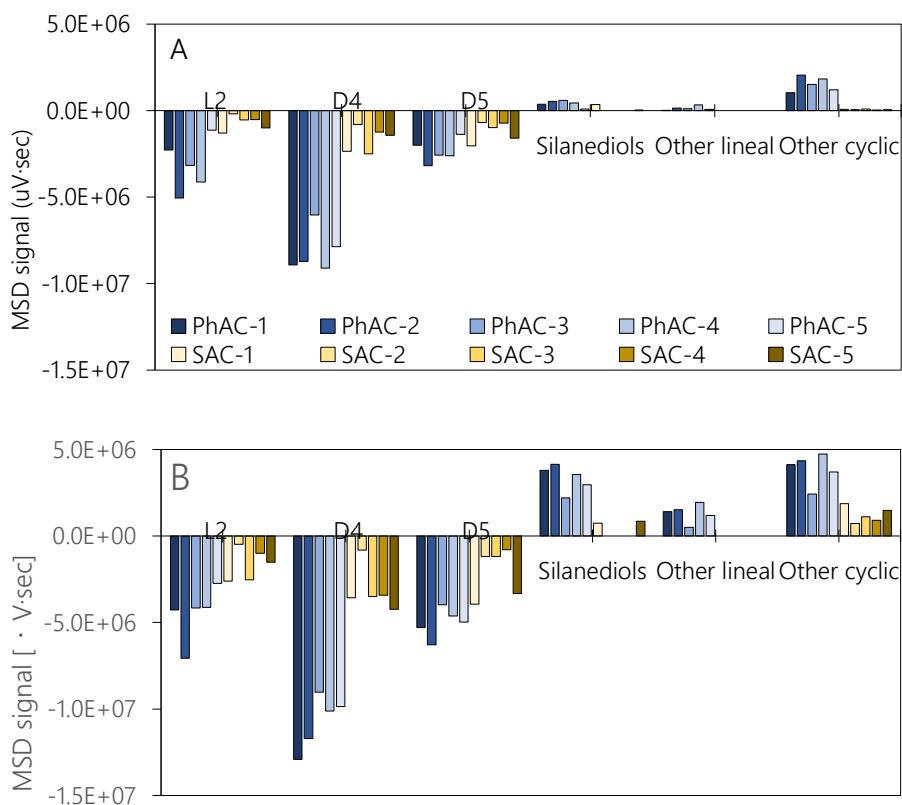 5.0E+06
A
L2 D4 D5
0.0E+00
Silanediols Other lineal Other cyclic
-5.0E+06
-1.0E+07
PhAC-1 PhAC-2 PhAC-3 PhAC-4 PhAC-5
SAC-1 SAC-2 SAC-3 SAC-4 SAC-5
-1.5E+07
MSD signal (uV·sec)
5.0E+06
B
L2 D4 D5
0.0E+00
Silanediols Other lineal Other cyclic
-5.0E+06
-1.0E+07
-1.5E+07
MSD signal [・V·sec]